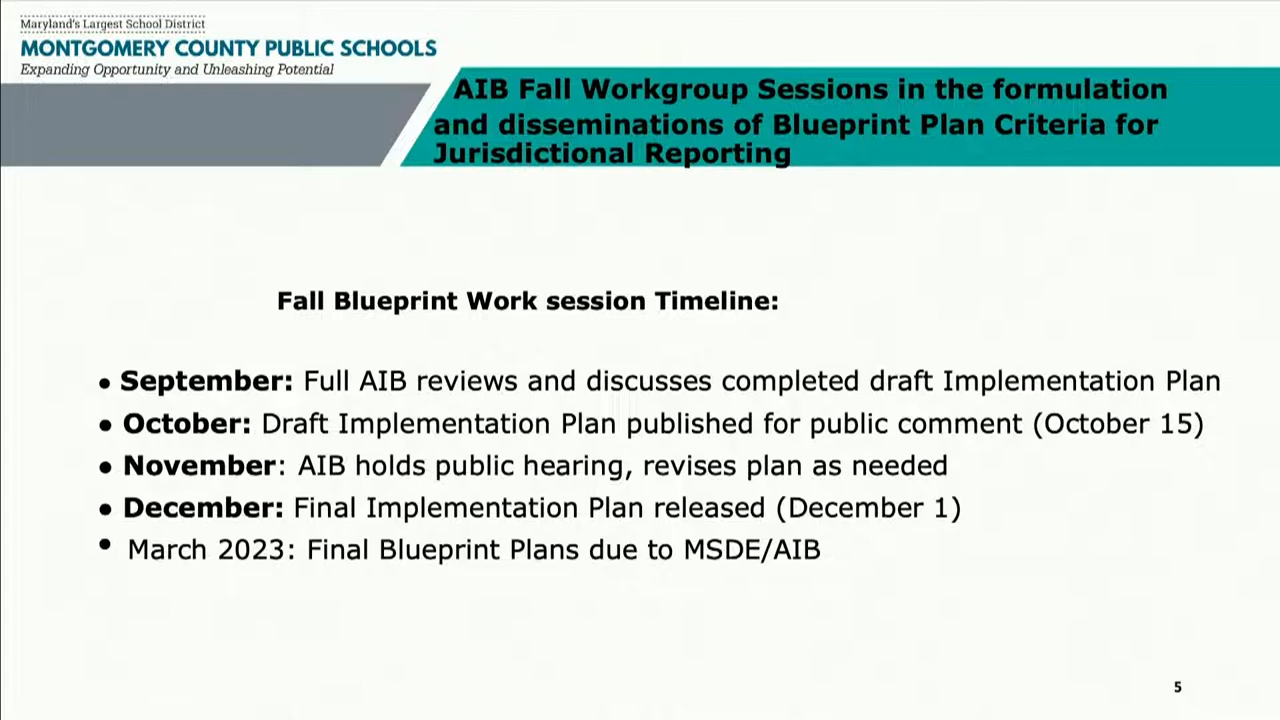 Maryland's Largest School District
MONTGOMERY COUNTY PUBLIC SCHOOLS
Expanding Opportunity and Unleashing Potential
AIB Fall Workgroup Sessions in the formulation
and disseminations of Blueprint Plan Criteria for
Jurisdictional Reporting
Fall Blueprint Work session Timeline:
• September: Full AIB reviews and discusses completed draft Implementation Plan
• October: Draft Implementation Plan published for public comment (October 15)
• November: AIB holds public hearing, revises plan as needed
• December: Final Implementation Plan released (December 1)
• March 2023: Final Blueprint Plans due to MSDE/AIB
5